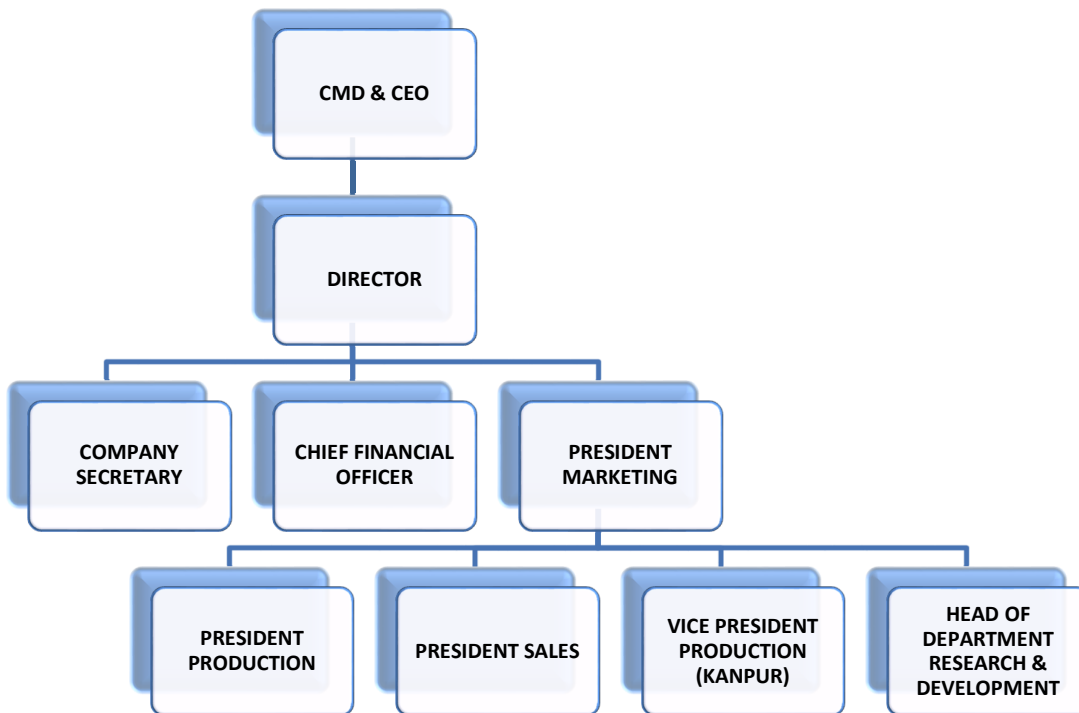 CMD & CEO
DIRECTOR
COMPANY
SECRETARY
CHIEF FINANCIAL
OFFICER
PRESIDENT
MARKETING
PRESIDENT
PRODUCTION
PRESIDENT SALES
VICE PRESIDENT
PRODUCTION
(KANPUR)
HEAD OF
DEPARTMENT
RESEARCH &
DEVELOPMENT